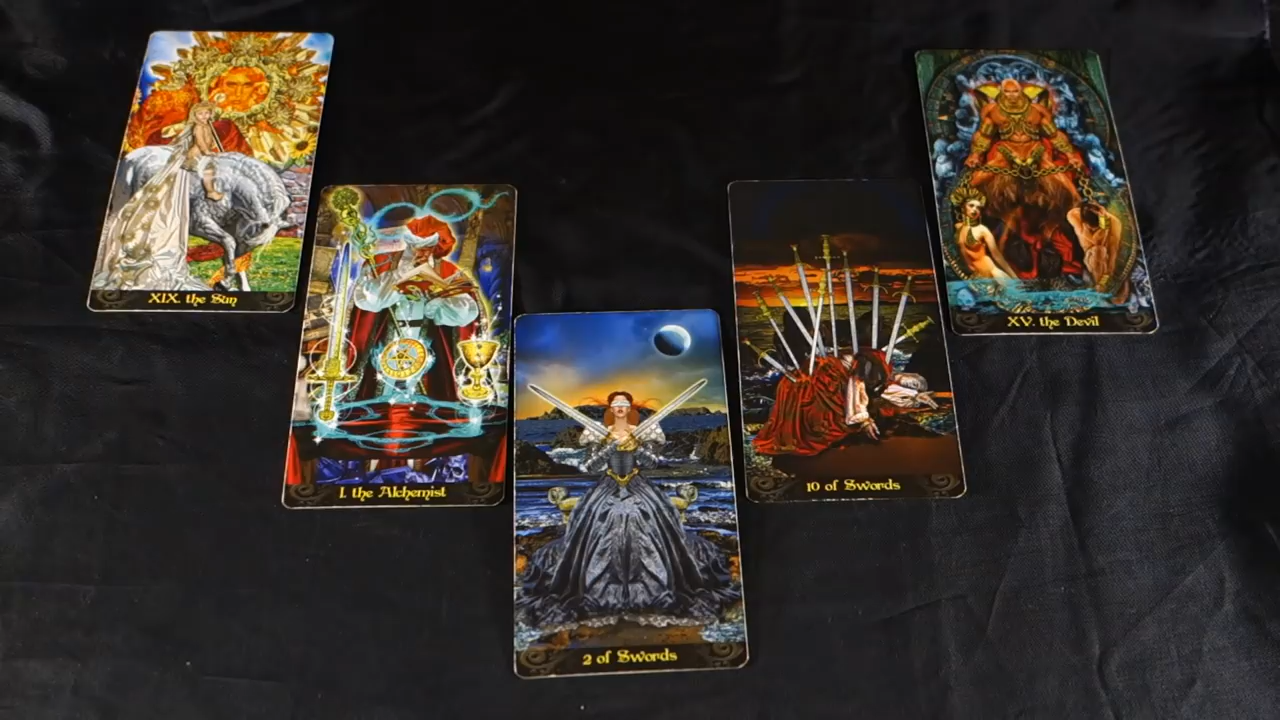 XIX. the Sun
I. the Alchemist
2 of Swords
10 of Swords
XV. the Devil